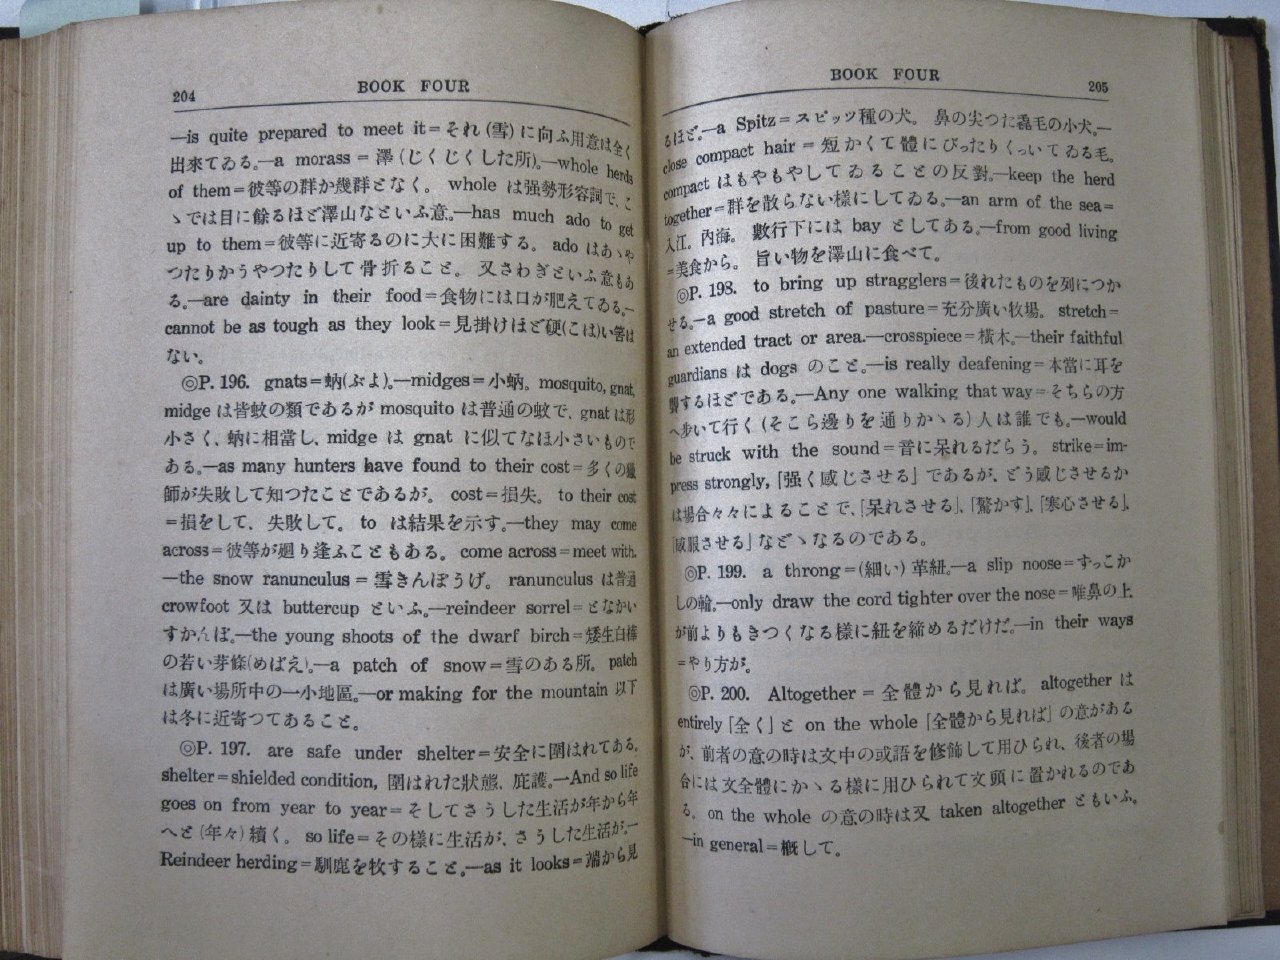 204
BOOK FOUR
—is quite prepared to meet it=それ(雪)に向ふ用意は全く
出來てゐる。—a morass=澤(じくじくした所)。—whole herds
of them=彼等の群か幾群となく。 whole は强勢形容詞で、こ
ゝでは目に餘るほど澤山なといふ意。—has much ado to get
up to them=彼等に近寄るのに大に困難する。 ado はあゝや
つたりかうやつたりして骨折ること。 又さわぎといふ意もあ
る。—are dainty in their food=食物には口が肥えてゐる。—
cannot be as tough as they look=見掛けほど硬(こは)い筈は
ない。
◎P. 196. gnats=蚋(ぶよ)。—midges=小蚋。mosquito, gnat,
midge は皆蚊の類であるが mosquito は普通の蚊で、gnat は形
小さく、蚋に相當し、midge は gnat に似てなほ小さいもので
ある。—as many hunters have found to their cost=多くの獵
師が失敗して知つたことであるが。 cost=損失。 to their cost
=損をして、失敗して。 to は結果を示す。—they may come
across=彼等が廻り逢ふこともある。 come across=meet with.
—the snow ranunculus=雪きんぽうげ。 ranunculus は普通
crowfoot 又は buttercup といふ。—reindeer sorrel=となかい
すかんぽ。—the young shoots of the dwarf birch=矮生白樺
の若い芽條(めばえ)。—a patch of snow=雪のある所。 patch
は廣い場所中の一小地區。—or making for the mountain 以下
は冬に近寄つてあること。
◎P. 197. are safe under shelter=安全に圍はれてある。
shelter=shielded condition, 圍はれた狀態、庇護。—And so life
goes on from year to year=そしてさうした生活が年から年
へと(年々)續く。 so life=その樣に生活が、さうした生活が。—
Reindeer herding=馴鹿を牧すること。—as it looks=端から見
BOOK FOUR
205
るほど。—a Spitz=スピッツ種の犬。 鼻の尖つた毳毛の小犬。—
close compact hair=短かくて體にぴったりくっいてゐる毛。
compact はもやもやしてゐることの反對。—keep the herd
together=群を散らない樣にしてゐる。—an arm of the sea=
入江。内海。 數行下には bay としてある。—from good living
=美食から。 旨い物を澤山に食べて。
◎P. 198. to bring up stragglers=後れたものを列につか
せる。—a good stretch of pasture=充分廣い牧場。 stretch=
an extended tract or area.—crosspiece=橫木。—their faithful
guardians は dogs のこと。—is really deafening=本當に耳を
聾するほどである。—Any one walking that way=そちらの方
へ步いて行く(そこら邊りを通りかゝる)人は誰でも。—would
be struck with the sound=音に呆れるだらう。 strike=im-
press strongly,「强く感じさせる」であるが、どう感じさせるか
は場合々々によることで、「呆れさせる」、「驚かす」、「寒心させる」、
「感服させる」などゝなるのである。
◎P. 199. a throng=(細い)革紐。—a slip noose=すっこか
しの輪。—only draw the cord tighter over the nose=唯鼻の上
が前よりもきつくなる樣に紐を締めるだけだ。—in their ways
=やり方が。
◎P. 200. Altogether=全體から見れば。 altogether は
entirely「全く」と on the whole「全體から見れば」の意がある
が、前者の意の時は文中の或語を修飾して用ひられ、後者の場
合には文全體にかゝる樣に用ひられて文頭に置かれるのであ
る。on the whole の意の時は又 taken altogether ともいふ。
—in general=槪して。